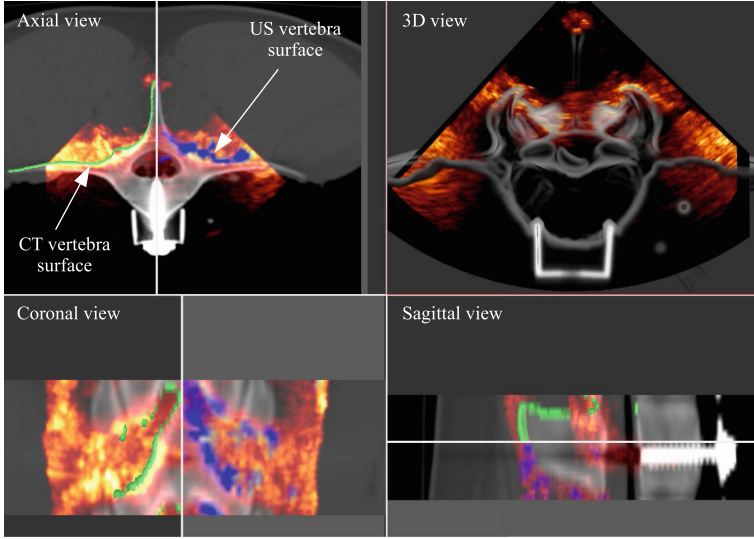 Axial view
US vertebra
surface
CT vertebra
surface
3D view
Coronal view
Sagittal view